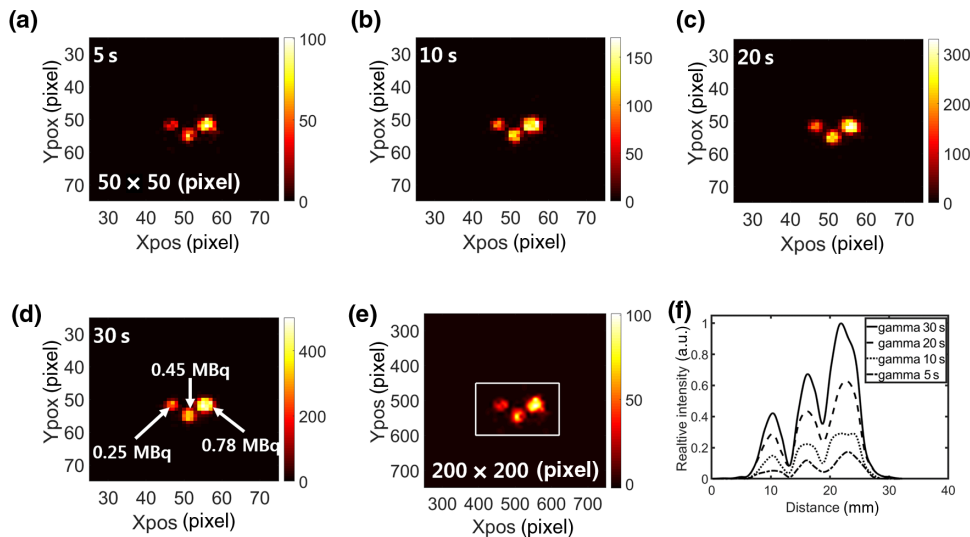 (a)
5 s
50 × 50 (pixel)
Ypox (pixel)
30
40
50
60
70
30 40 50 60 70
Xpos (pixel)
100
50
0
(b)
10 s
Ypox (pixel)
30
40
50
60
70
30 40 50 60 70
Xpos (pixel)
150
100
50
0
(c)
20 s
Ypox (pixel)
30
40
50
60
70
30 40 50 60 70
Xpos (pixel)
300
200
100
0
(d)
30 s
0.45 MBq
0.25 MBq
0.78 MBq
Ypox (pixel)
30
40
50
60
70
30 40 50 60 70
Xpos (pixel)
400
200
0
(e)
200 × 200 (pixel)
Ypos (pixel)
300
400
500
600
700
300 400 500 600 700
Xpos (pixel)
100
50
0
(f)
gamma 30 s
gamma 20 s
gamma 10 s
gamma 5 s
Realtive intensity (a.u.)
1
0.8
0.6
0.4
0.2
0
0 10 20 30 40
Distance (mm)